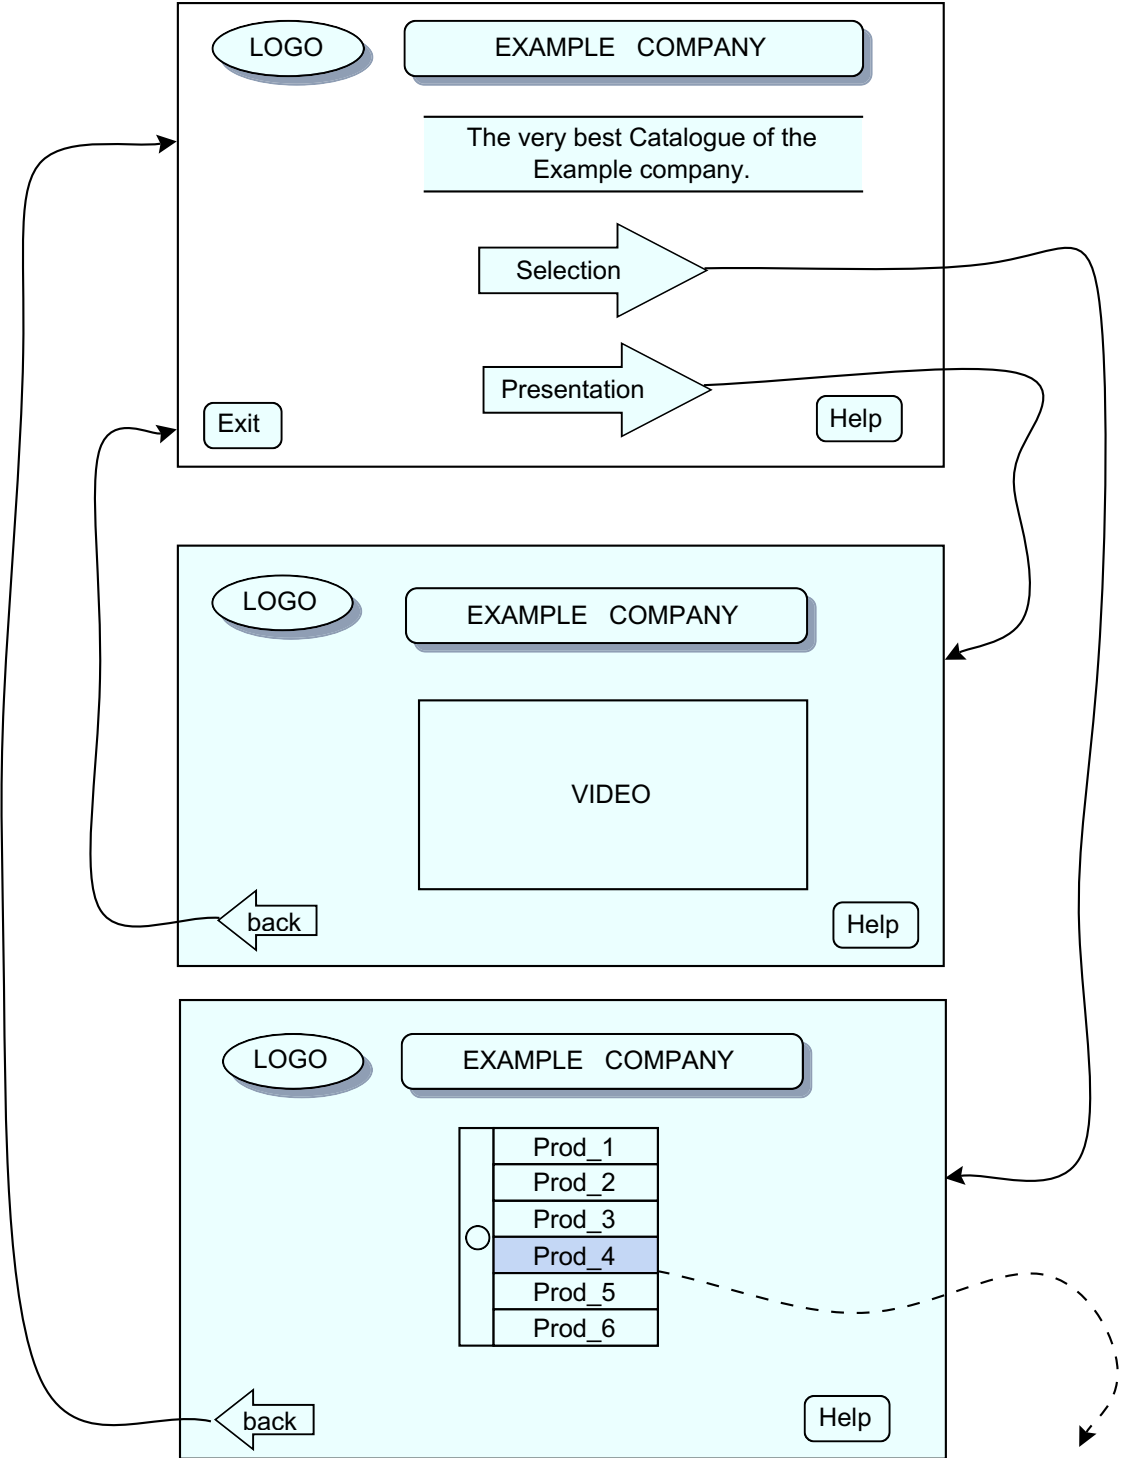 LOGO
EXAMPLE COMPANY
The very best Catalogue of the
Example company.
Selection
Presentation
Exit
Help
LOGO
EXAMPLE COMPANY
VIDEO
back
Help
LOGO
EXAMPLE COMPANY
Prod_1
Prod_2
Prod_3
Prod_4
Prod_5
Prod_6
back
Help